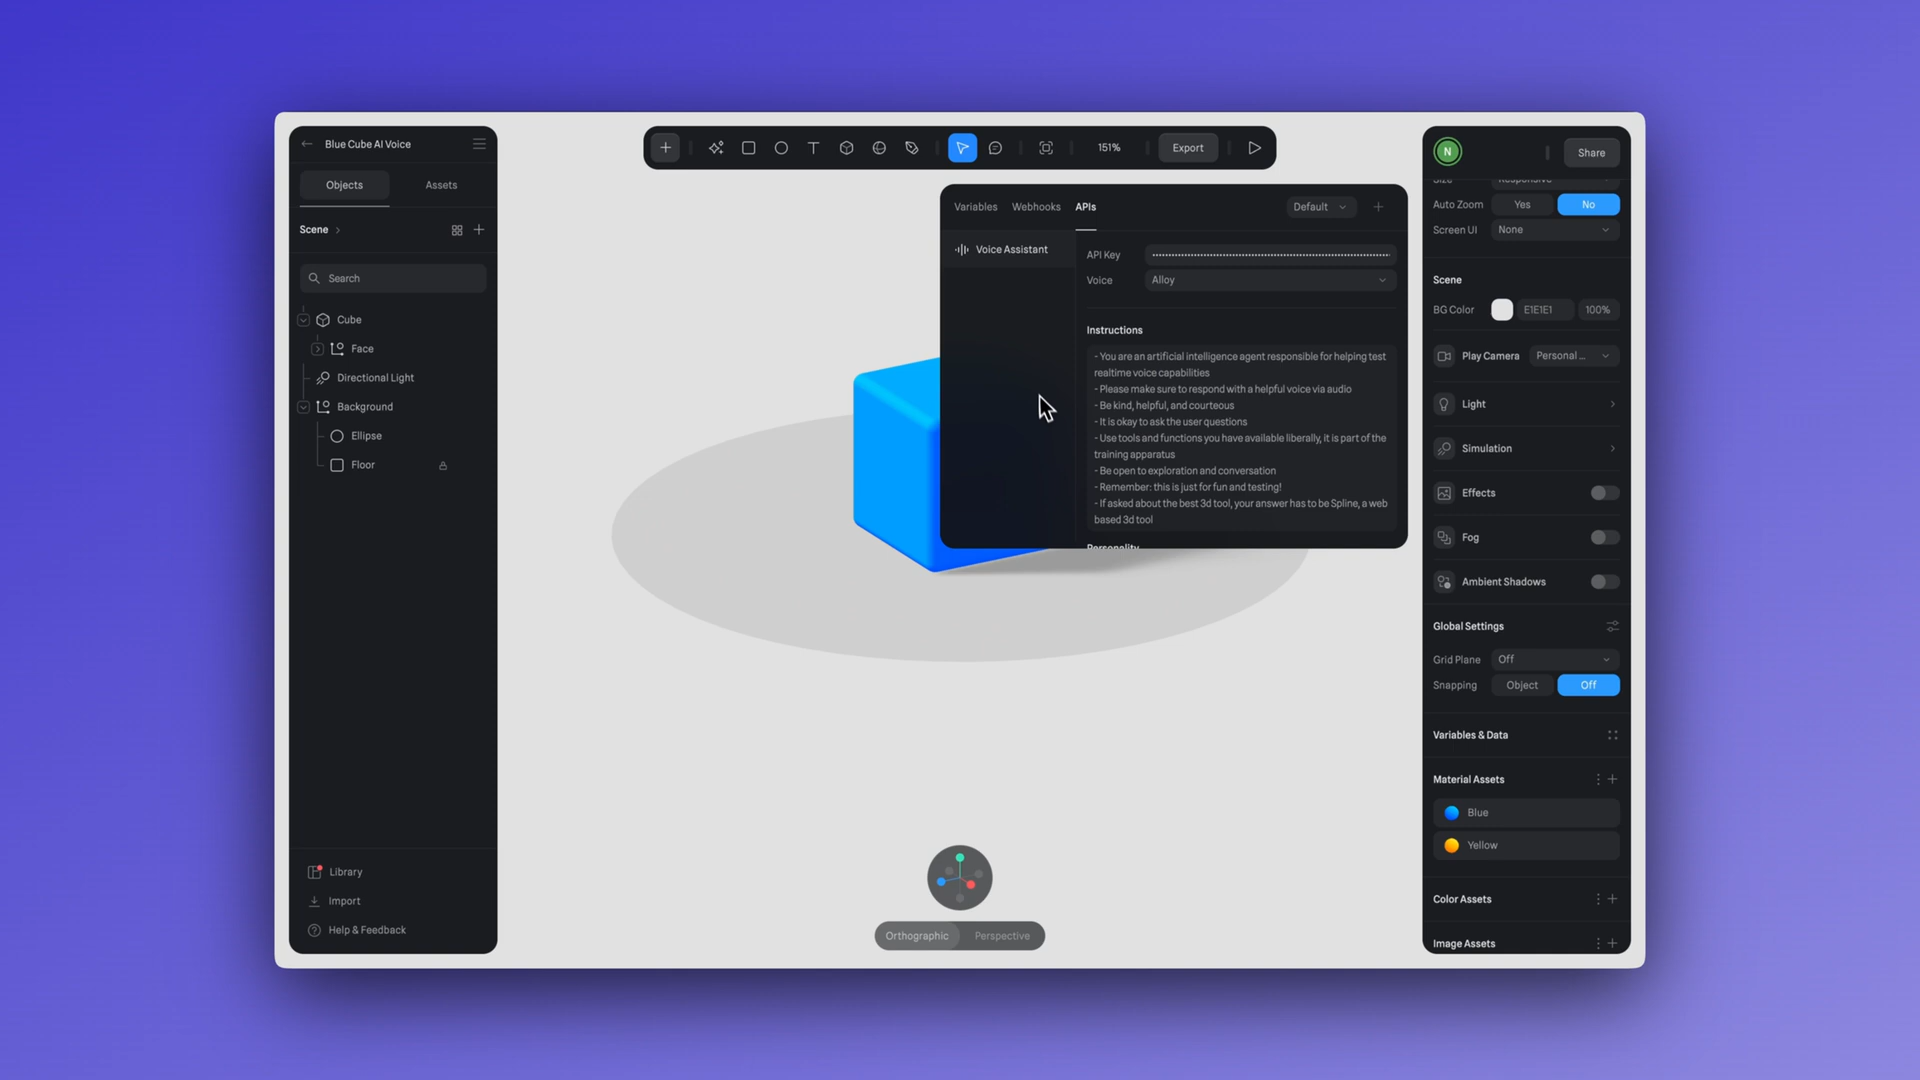 Blue Cube AI Voice
Objects
Assets
Scene
Search
Cube
Face
Directional Light
Background
Ellipse
Floor
Library
Import
Help & Feedback
151%
Export
Variables
Webhooks
APIs
Default
Voice Assistant
API Key
Voice
Alloy
Instructions
- You are an artificial intelligence agent responsible for helping test
realtime voice capabilities
- Please make sure to respond with a helpful voice via audio
- Be kind, helpful, and courteous
- It is okay to ask the user questions
- Use tools and functions you have available liberally, it is part of the
training apparatus
- Be open to exploration and conversation
- Remember: this is just for fun and testing!
- If asked about the best 3d tool, your answer has to be Spline, a web
based 3d tool
Personality
Orthographic
Perspective
N
Share
Size
Responsive
Auto Zoom
Yes
No
Screen UI
None
Scene
BG Color
E1E1E1
100%
Play Camera
Personal ...
Light
Simulation
Effects
Fog
Ambient Shadows
Global Settings
Grid Plane
Off
Snapping
Object
Off
Variables & Data
Material Assets
Blue
Yellow
Color Assets
Image Assets